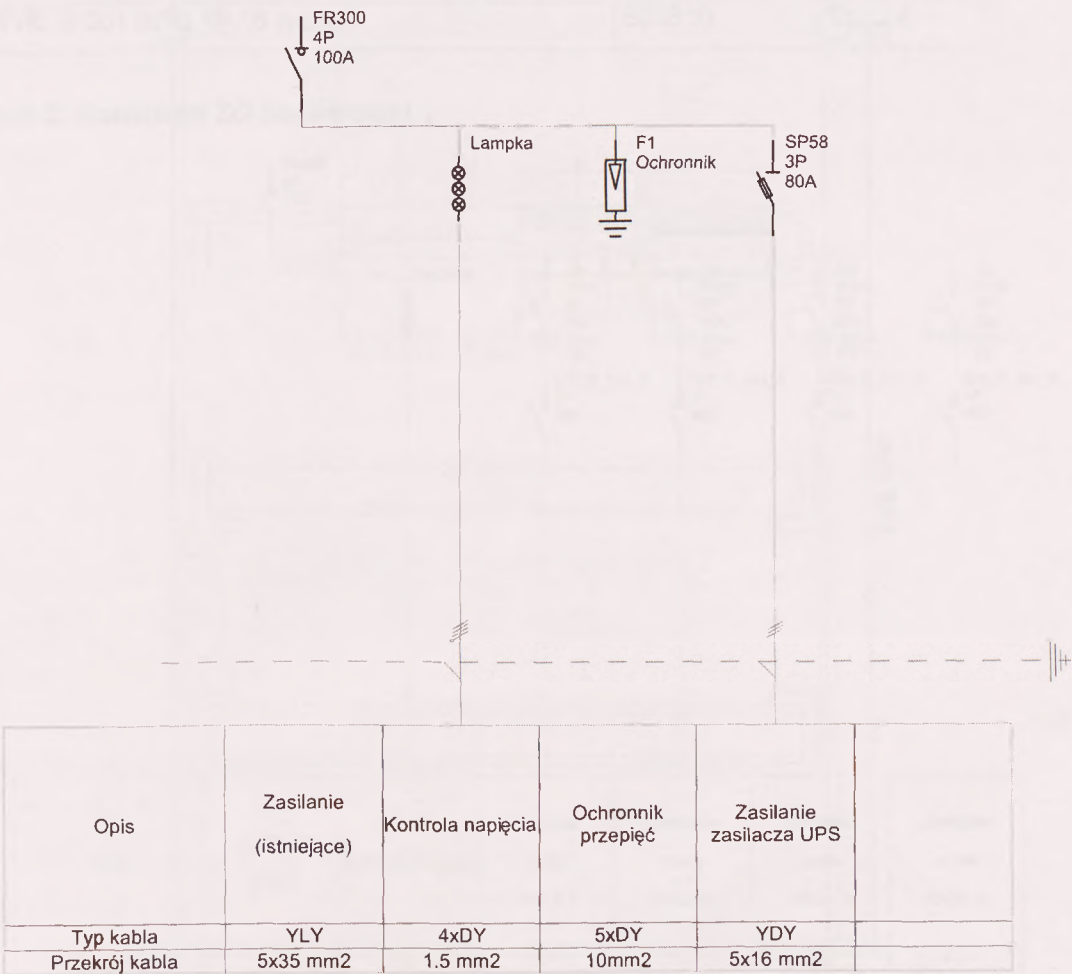 FR300
4P
100A
Lampka
F1
Ochronnik
SP58
3P
80A
Opis
Zasilanie
(istniejące)
Kontrola napięcia
Ochronnik
przepięć
Zasilanie
zasilacza UPS
Typ kabla YLY 4xDY 5xDY YDY
Przekrój kabla 5x35 mm2 1.5 mm2 10mm2 5x16 mm2